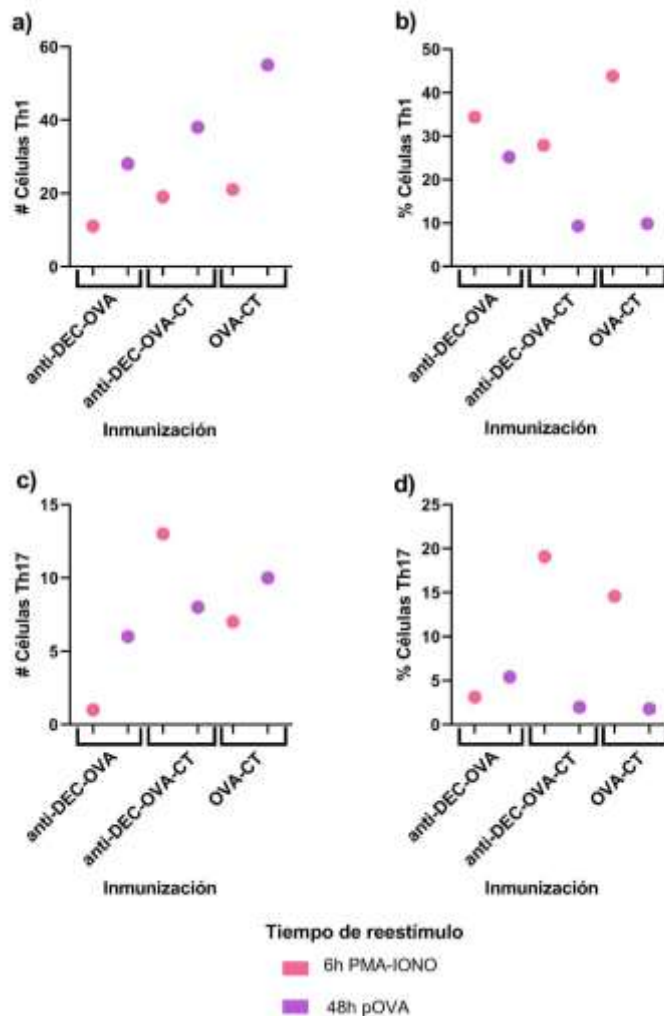 a)
60
40
20
0
# Células Th1
anti-DEC-OVA
anti-DEC-OVA-CT
OVA-CT
Inmunización
b)
50
40
30
20
10
0
% Células Th1
anti-DEC-OVA
anti-DEC-OVA-CT
OVA-CT
Inmunización
c)
15
10
5
0
# Células Th17
anti-DEC-OVA
anti-DEC-OVA-CT
OVA-CT
Inmunización
d)
25
20
15
10
5
0
% Células Th17
anti-DEC-OVA
anti-DEC-OVA-CT
OVA-CT
Inmunización
Tiempo de reestímulo
6h PMA-IONO
48h pOVA